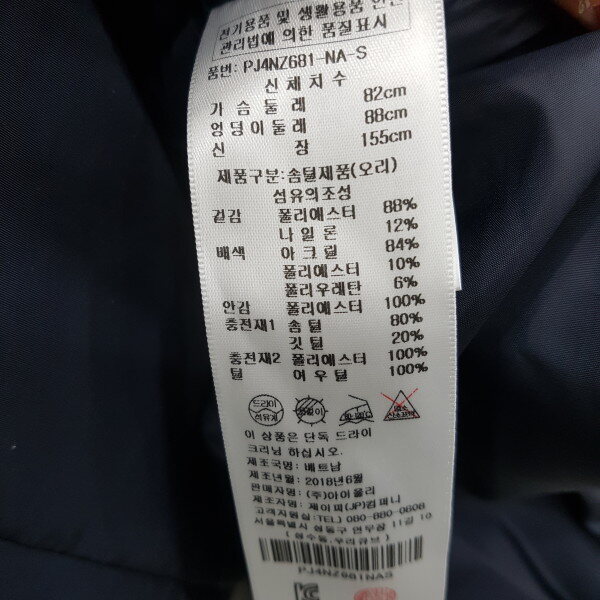 전기용품 및 생활용품 안전
관리법에 의한 품질표시
품번: PJ4NZ681-NA-S
신체치수
가슴둘레 82cm
엉덩이둘레 88cm
신장 155cm
제품구분:솜털제품(오리)
섬유의조성
겉감 폴리에스터 88%
나일론 12%
배색 아크릴 84%
폴리에스터 10%
폴리우레탄 6%
안감 폴리에스터 100%
충전재1 솜털 80%
깃털 20%
충전재2 폴리에스터 100%
털 여우털 100%
드라이
석유계
이 상품은 단독 드라이
크리닝 하십시오.
제조국명: 베트남
제조년월: 2018년6월
판매자명: (주)아이올리
제조자명: 제이피(JP)컴퍼니
고객지원실: TEL) 080-880-0808
서울특별시 성동구 연무장 11길 10
(성수동,우리큐브)
PJ4NZ681NAS